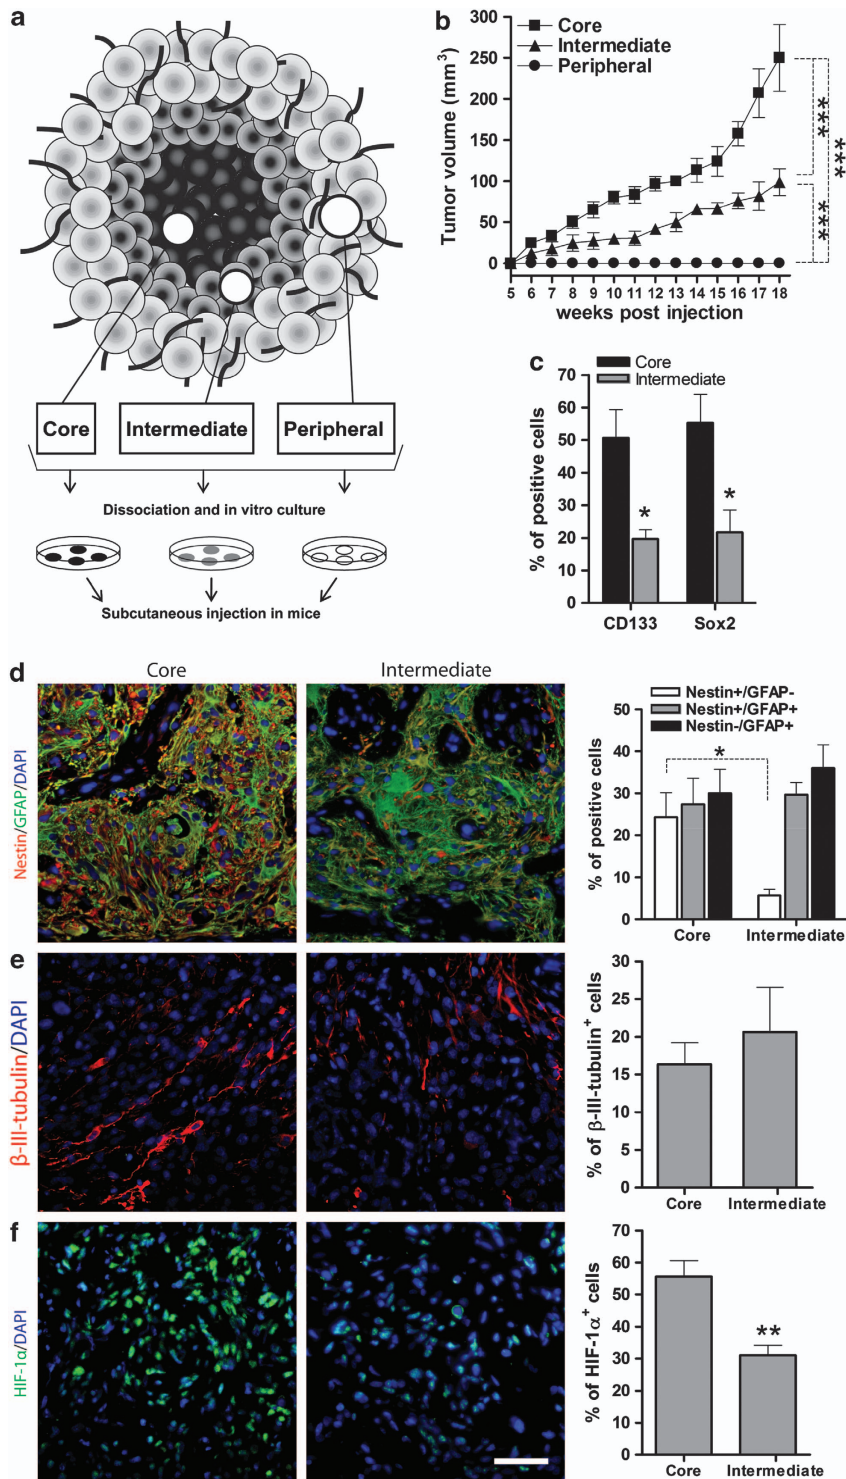 a
Core
Intermediate
Peripheral
Dissociation and in vitro culture
Subcutaneous injection in mice
b
Tumor volume (mm³)
300
250
200
150
100
50
0
Core
Intermediate
Peripheral
***
***
***
5 6 7 8 9 10 11 12 13 14 15 16 17 18
weeks post injection
c
Core
Intermediate
% of positive cells
70
60
50
40
30
20
10
0
*
*
CD133 Sox2
d
Core
Intermediate
Nestin/GFAP/DAPI
Nestin+/GFAP-
Nestin+/GFAP+
Nestin-/GFAP+
% of positive cells
50
40
30
20
10
0
*
Core Intermediate
e
β-III-tubulin/DAPI
% of β-III-tubulin⁺ cells
30
25
20
15
10
5
0
Core Intermediate
f
HIF-1α/DAPI
% of HIF-1α⁺ cells
70
60
50
40
30
20
10
0
**
Core Intermediate